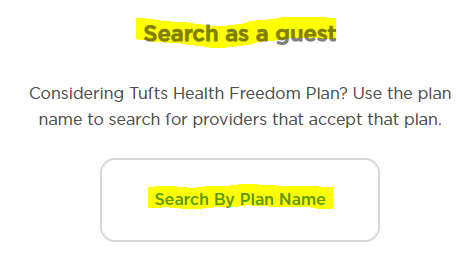 Search as a guest
Considering Tufts Health Freedom Plan? Use the plan
name to search for providers that accept that plan.
Search By Plan Name